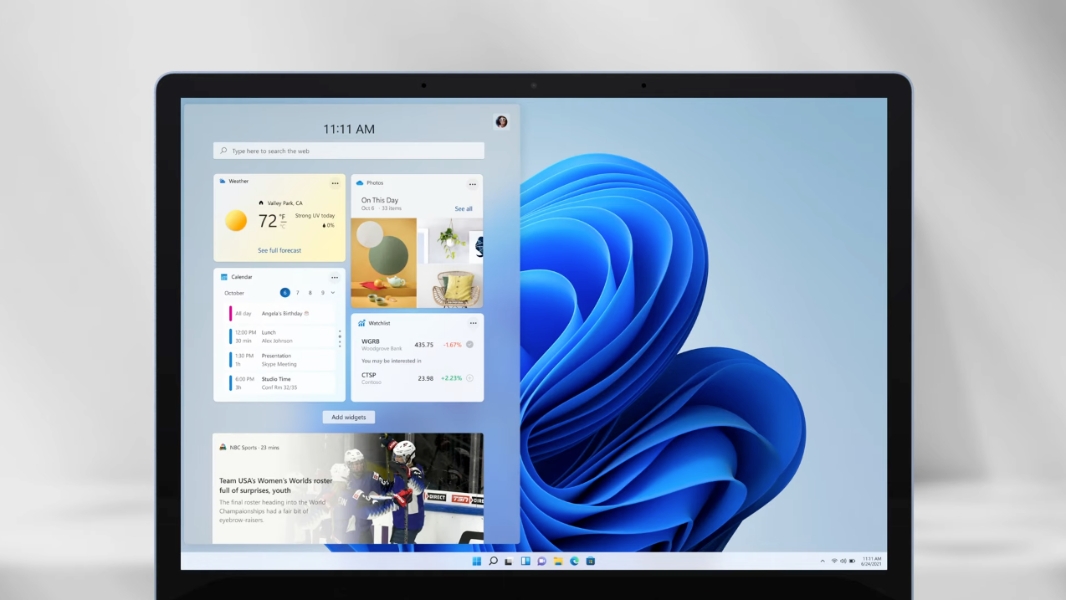 11:11 AM
Type here to search the web
Weather
Valley Park, CA
72 °F
°C
Strong UV today
0%
See full forecast
Photos
On This Day
Oct 6 · 33 items
See all
Calendar
October
6 7 8 9
All day Angela's Birthday
12:00 PM Lunch
30 min Alex Johnson
1:30 PM Presentation
1h Skype Meeting
6:00 PM Studio Time
3h Conf Rm 32/35
Watchlist
WGRB
Woodgrove Bank
435.75 -1.67%
You may be interested in
CTSP
Contoso
23.98 +2.23%
Add widgets
NBC Sports · 23 mins
Team USA's Women's Worlds roster
full of surprises, youth
The final roster heading into the World
Championships had a fair bit of
eyebrow-raisers.
DIRECT
11:11 AM